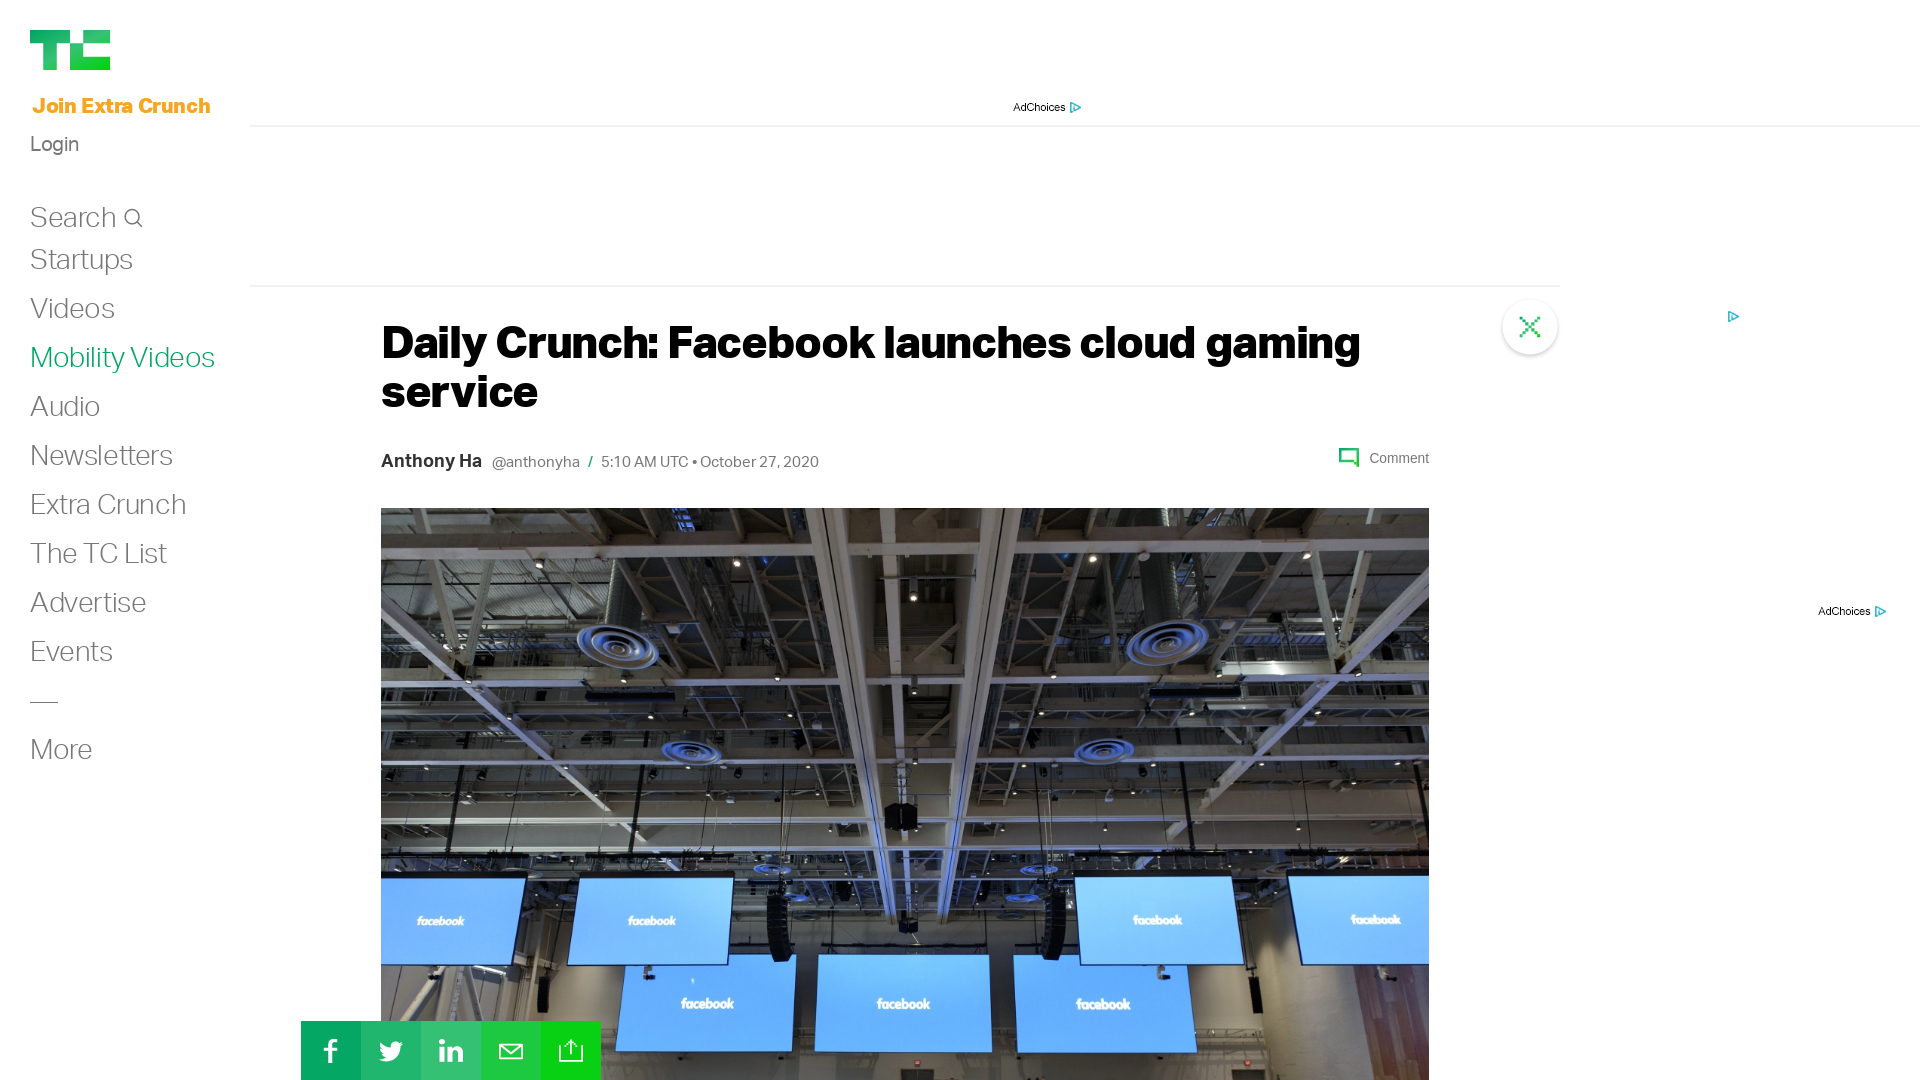 TC
Join Extra Crunch
Login
Search
Startups
Videos
Mobility Videos
Audio
Newsletters
Extra Crunch
The TC List
Advertise
Events
More
AdChoices
Daily Crunch: Facebook launches cloud gaming
service
Anthony Ha @anthonyha / 5:10 AM UTC • October 27, 2020
Comment
facebook
facebook
facebook
facebook
facebook
facebook
facebook
AdChoices